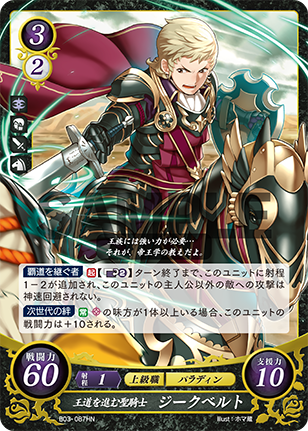 3
2
SAMPLE
王族には強い力が必要…
それが、帝王学の教えだよ。
覇道を継ぐ者 起 【 2】ターン終了まで、このユニットに射程
1－2が追加され、このユニットの主人公以外の敵への攻撃は
神速回避されない。
次世代の絆 常 の味方が1体以上いる場合、このユニットの
戦闘力は＋10される。
戦闘力
60
射程 1 上級職 パラディン
支援力
10
王道を進む聖騎士 ジークベルト
B03-087HN
Illust：ホマ蔵